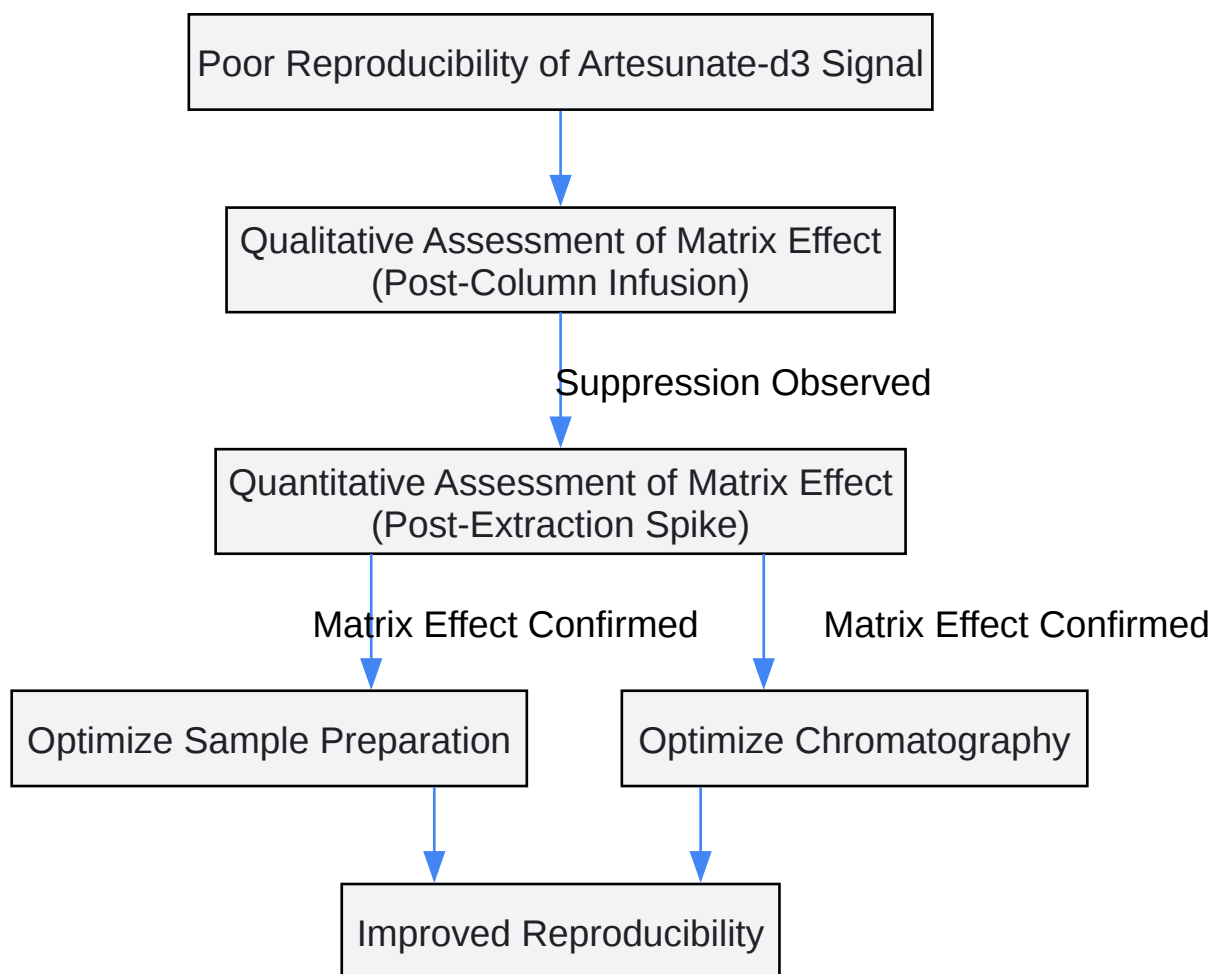 Poor Reproducibility of Artesunate-d3 Signal
Qualitative Assessment of Matrix Effect
(Post-Column Infusion)
Suppression Observed
Quantitative Assessment of Matrix Effect
(Post-Extraction Spike)
Matrix Effect Confirmed
Matrix Effect Confirmed
Optimize Sample Preparation
Optimize Chromatography
Improved Reproducibility